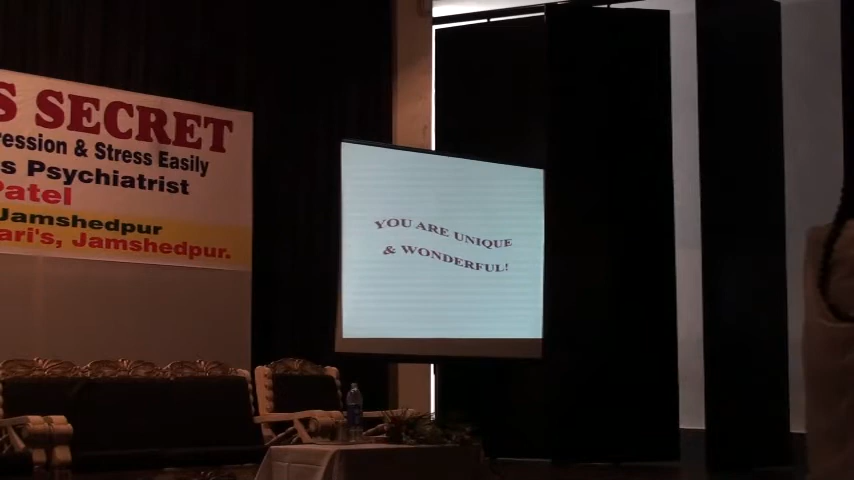 S SECRET
ression & Stress Easily
s Psychiatrist
Patel
Jamshedpur
ari's, Jamshedpur.
YOU ARE UNIQUE
& WONDERFUL!